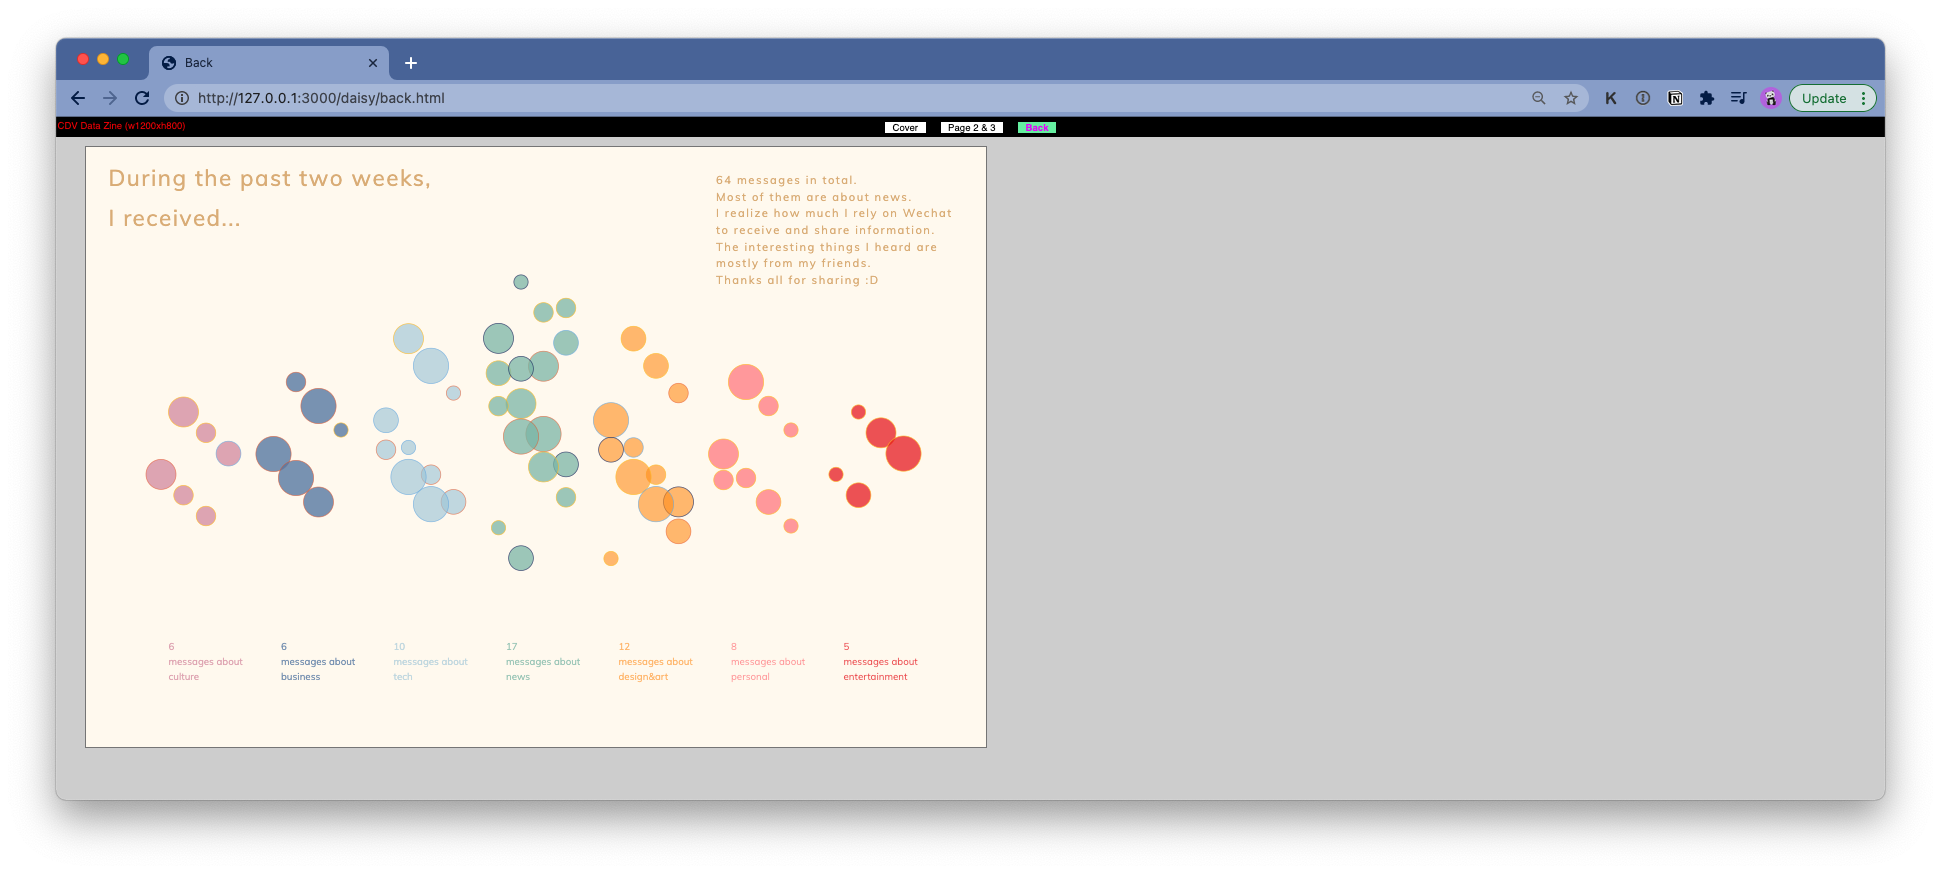 Back
http://127.0.0.1:3000/daisy/back.html
K
Update
CDV Data Zine (w1200xh800)
Cover
Page 2 & 3
Back
During the past two weeks,
I received...
64 messages in total.
Most of them are about news.
I realize how much I rely on Wechat
to receive and share information.
The interesting things I heard are
mostly from my friends.
Thanks all for sharing :D
6
messages about
culture
6
messages about
business
10
messages about
tech
17
messages about
news
12
messages about
design&art
8
messages about
personal
5
messages about
entertainment